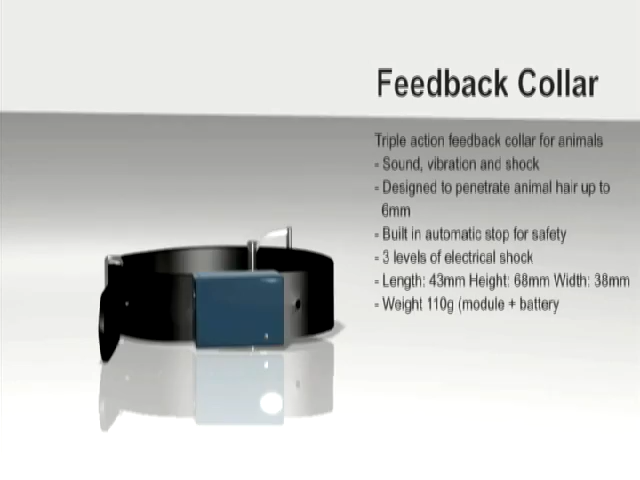 Feedback Collar
Triple action feedback collar for animals
- Sound, vibration and shock
- Designed to penetrate animal hair up to
6mm
- Built in automatic stop for safety
- 3 levels of electrical shock
- Length: 43mm Height: 68mm Width: 38mm
- Weight 110g (module + battery